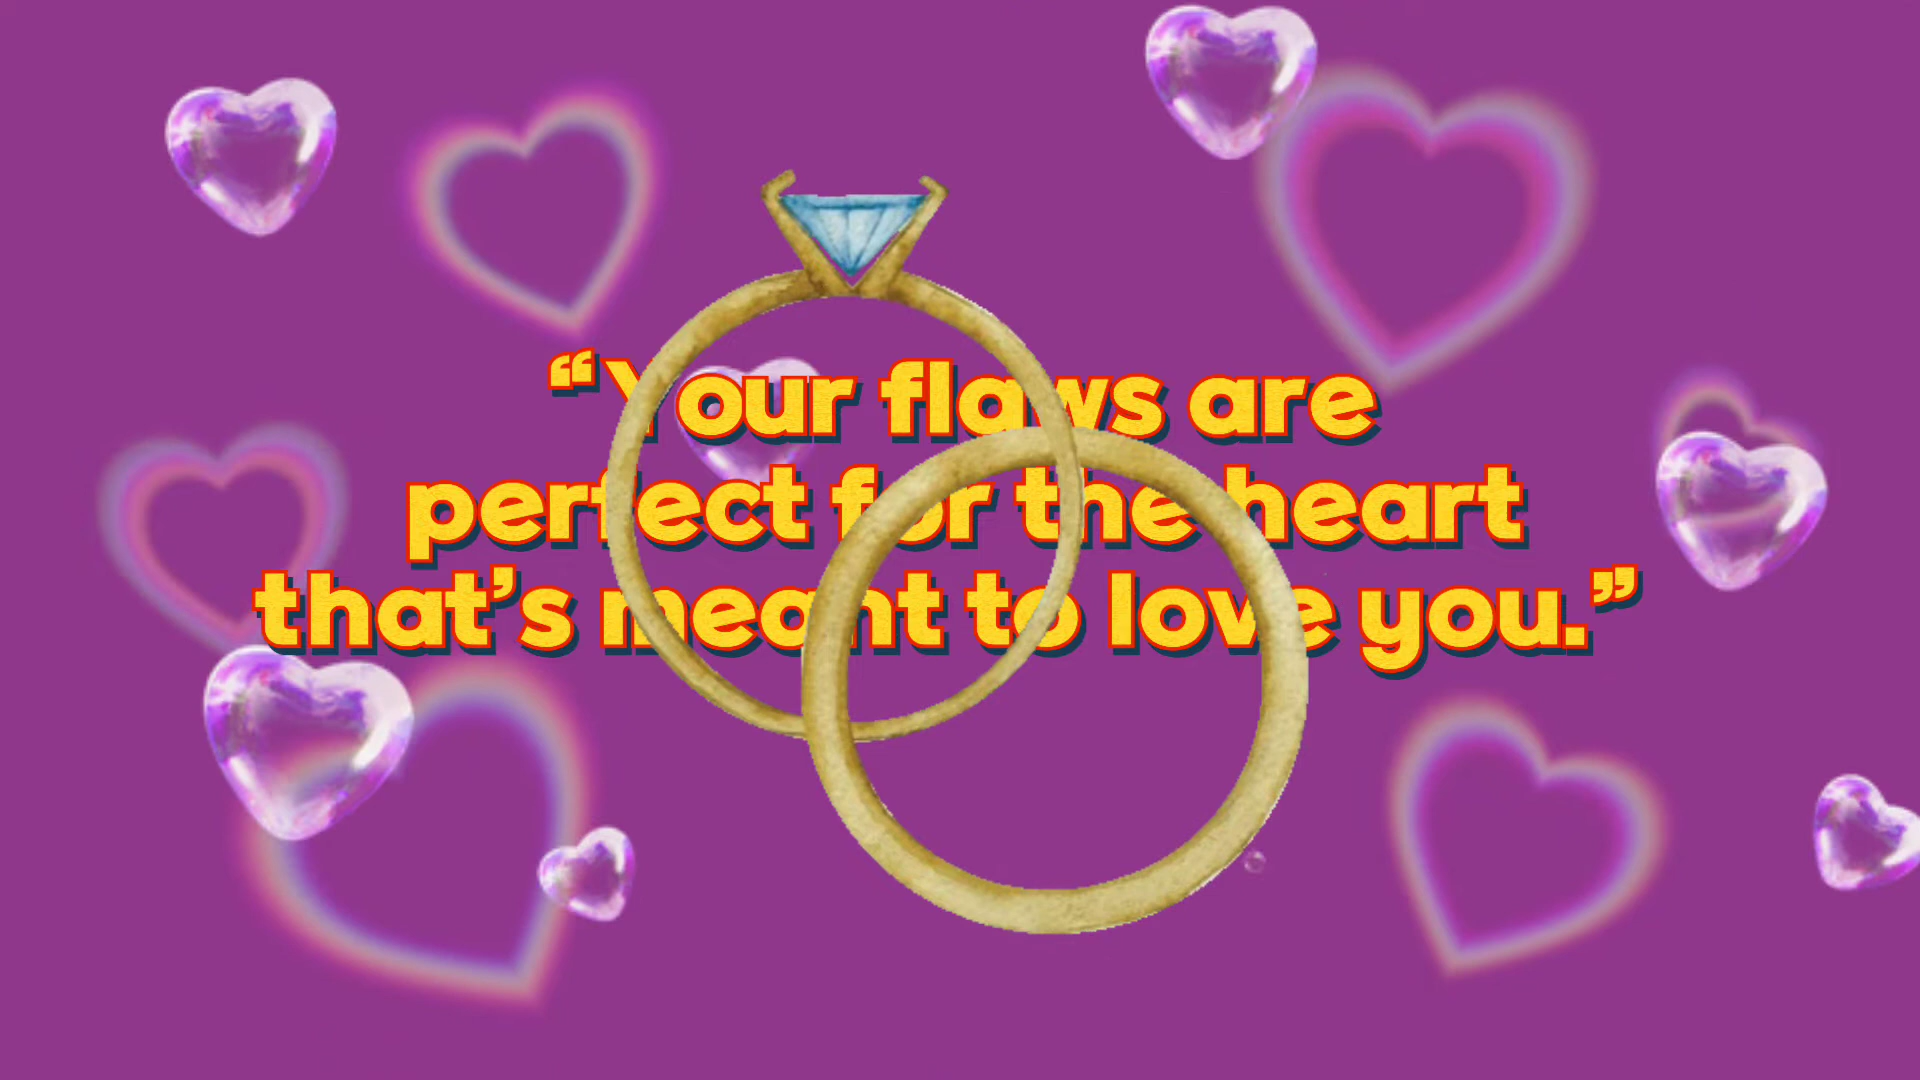 “Your flaws are
perfect for the heart
that’s meant to love you.”